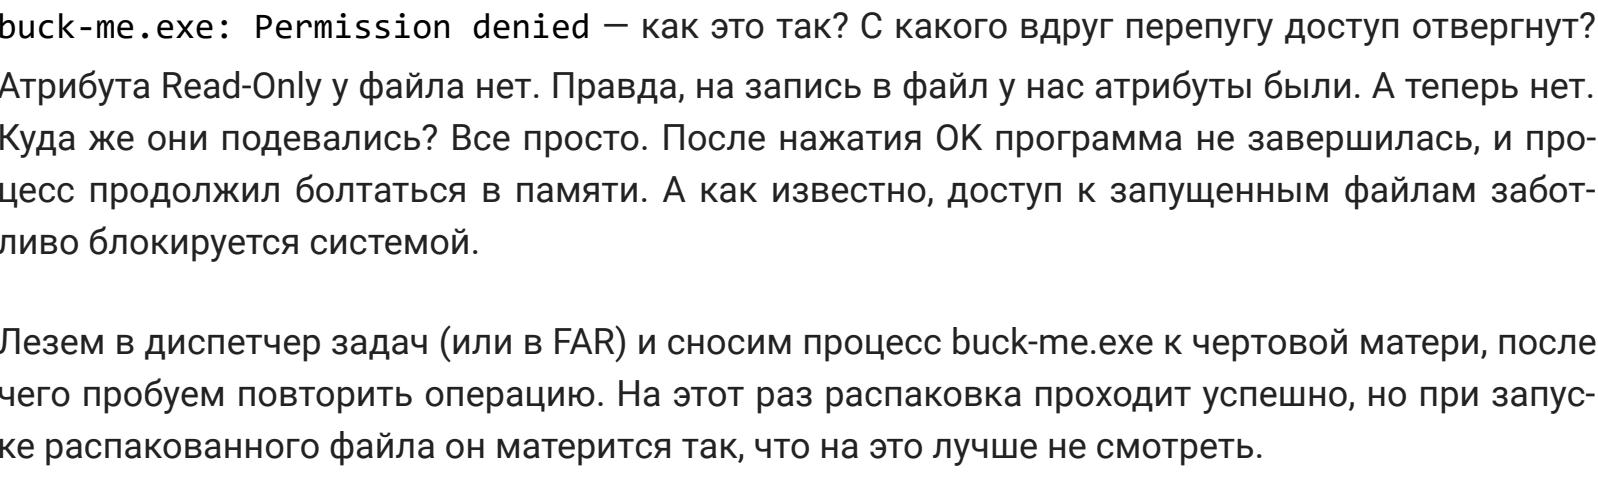 buck-me.exe: Permission denied — как это так? С какого вдруг перепугу доступ отвергнут?
Атрибута Read-Only у файла нет. Правда, на запись в файл у нас атрибуты были. А теперь нет.
Куда же они подевались? Все просто. После нажатия OK программа не завершилась, и про-
цесс продолжил болтаться в памяти. А как известно, доступ к запущенным файлам забот-
ливо блокируется системой.
Лезем в диспетчер задач (или в FAR) и сносим процесс buck-me.exe к чертовой матери, после
чего пробуем повторить операцию. На этот раз распаковка проходит успешно, но при запус-
ке распакованного файла он матерится так, что на это лучше не смотреть.